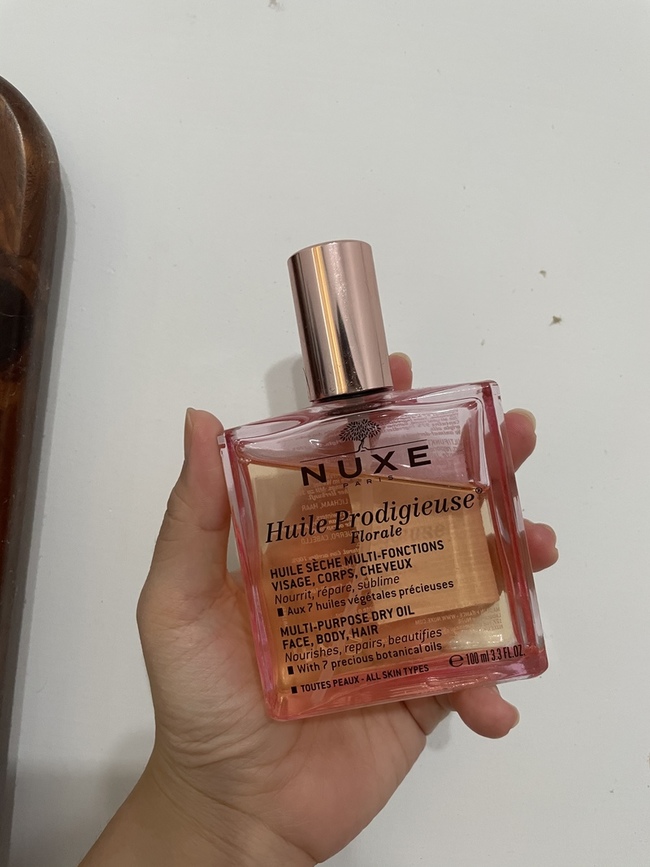 NUXE
PARIS
Huile Prodigieuse®
Florale
HUILE SÈCHE MULTI-FONCTIONS
VISAGE, CORPS, CHEVEUX
Nourrit, répare, sublime
■ Aux 7 huiles végétales précieuses
MULTI-PURPOSE DRY OIL
FACE, BODY, HAIR
Nourishes, repairs, beautifies
■ With 7 precious botanical oils
℮ 100 ml 3.3 FL.OZ.
■ TOUTES PEAUX - ALL SKIN TYPES